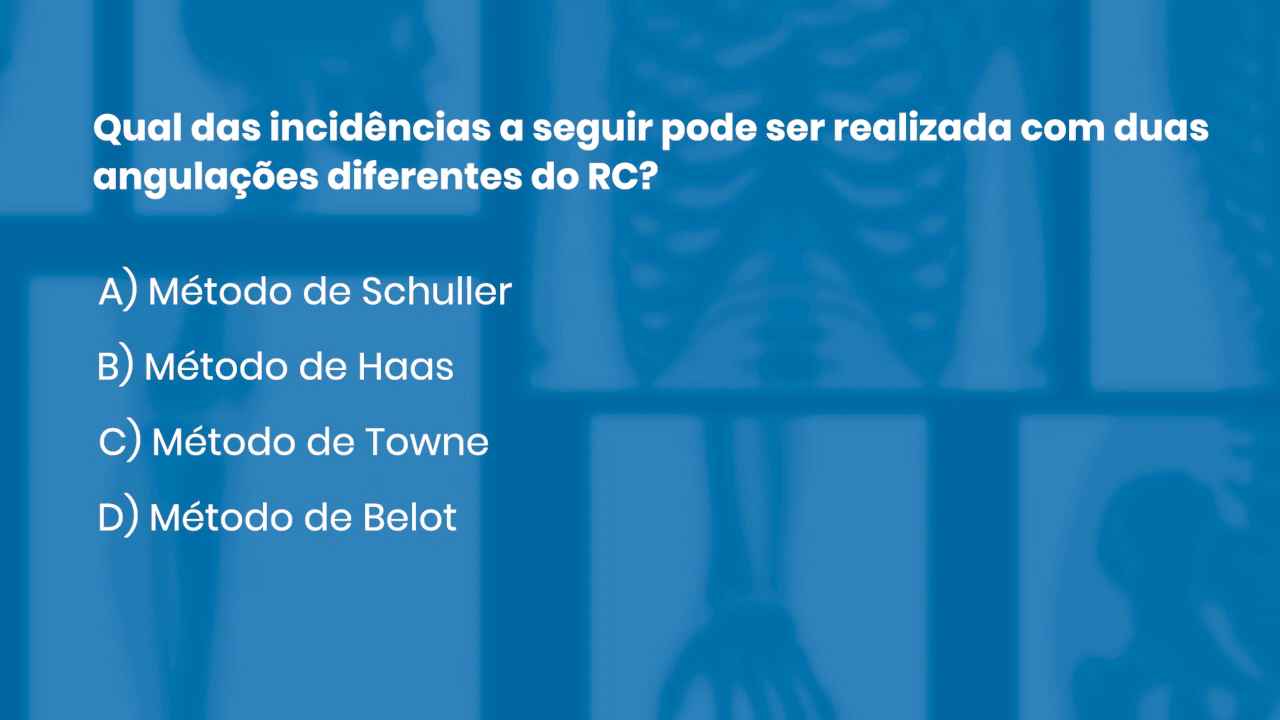 Qual das incidências a seguir pode ser realizada com duas
angulações diferentes do RC?
A) Método de Schuller
B) Método de Haas
C) Método de Towne
D) Método de Belot